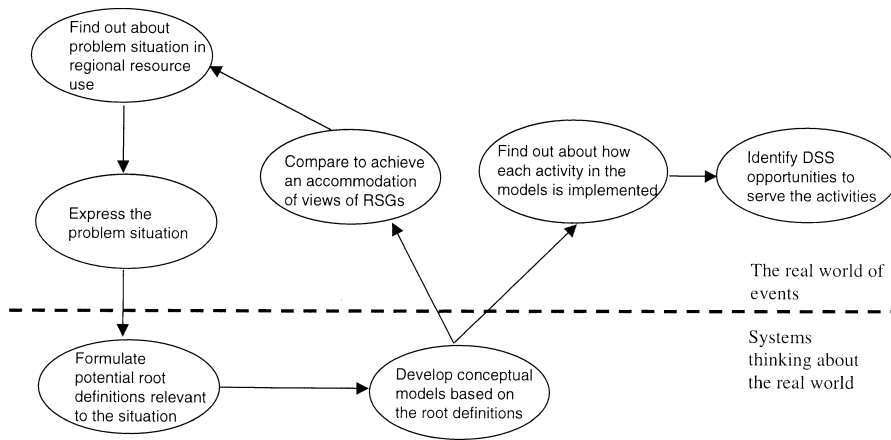 Find out about
problem situation in
regional resource
use
Compare to achieve
an accommodation
of views of RSGs
Find out about how
each activity in the
models is implemented
Identify DSS
opportunities to
serve the activities
Express the
problem situation
The real world of
events
Systems
thinking about
the real world
Formulate
potential root
definitions relevant
to the situation
Develop conceptual
models based on
the root definitions